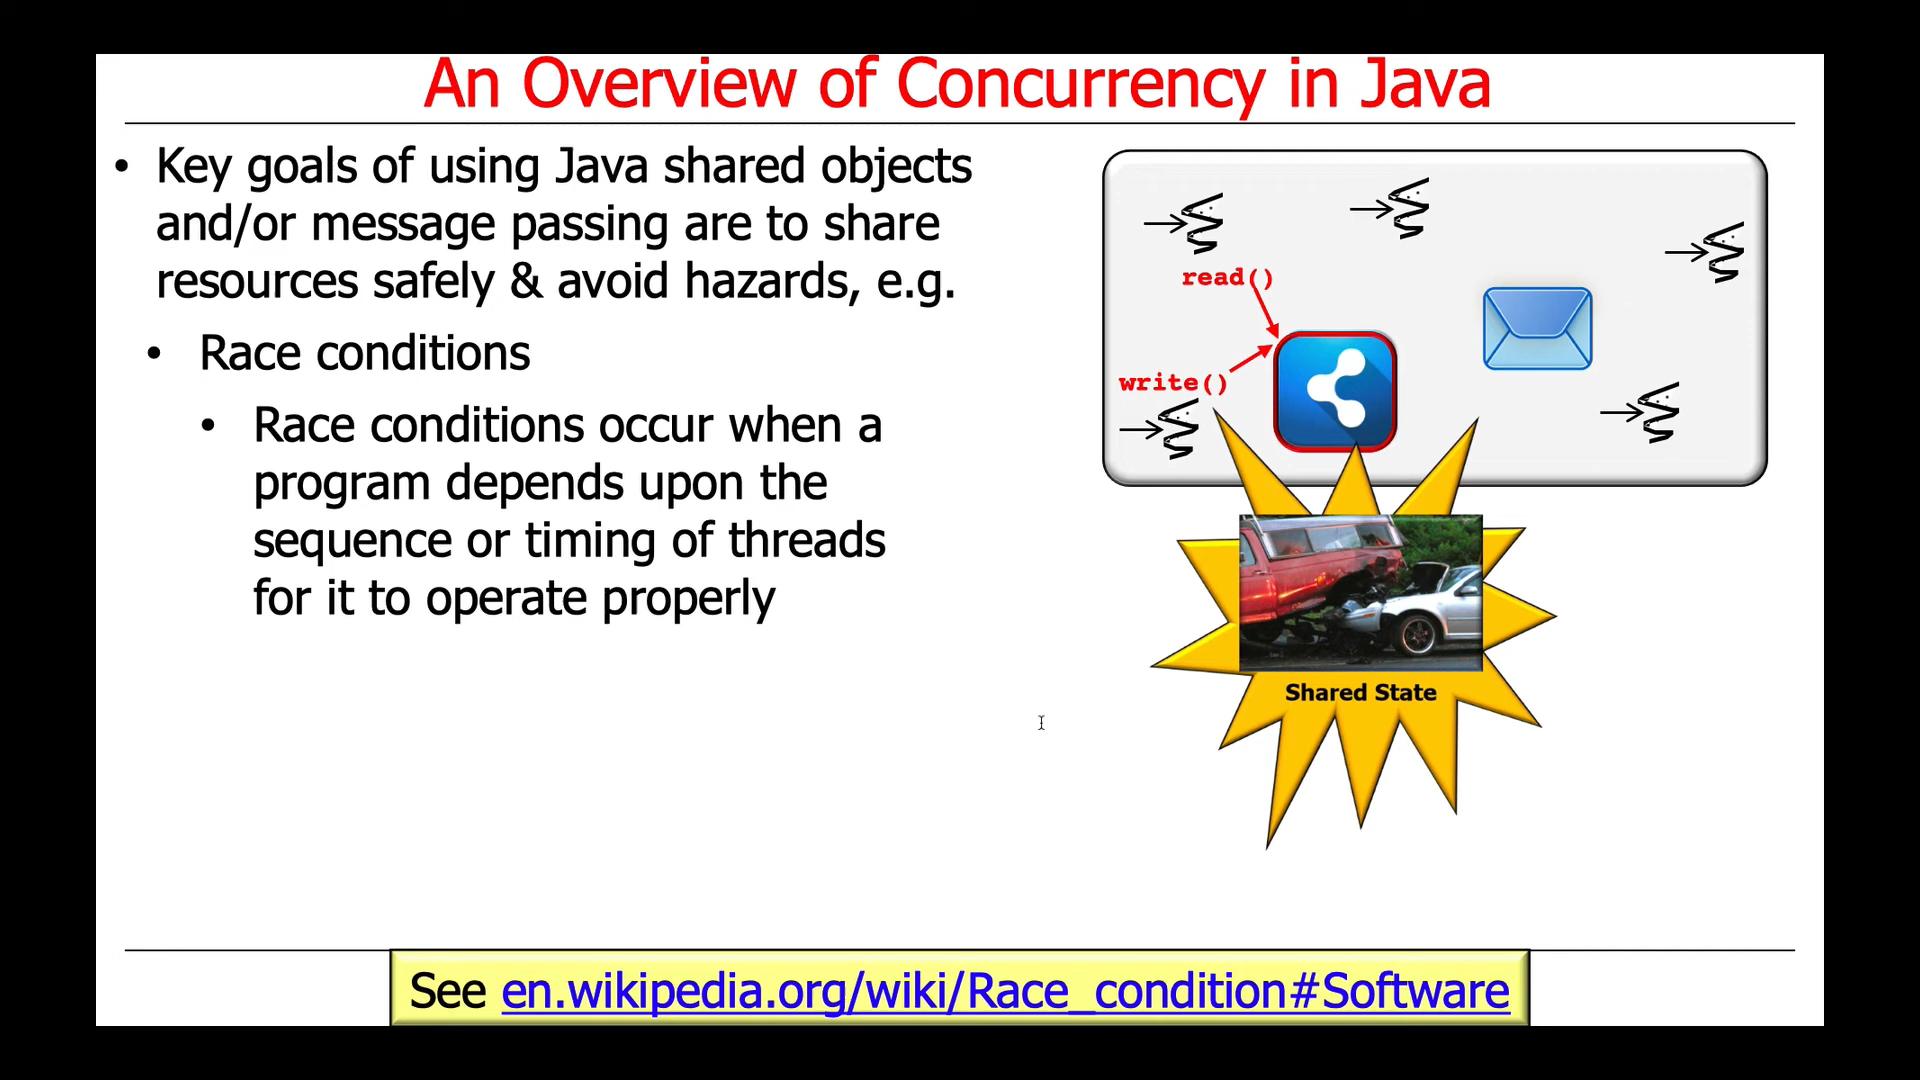 An Overview of Concurrency in Java
• Key goals of using Java shared objects
and/or message passing are to share
resources safely & avoid hazards, e.g.
• Race conditions
• Race conditions occur when a
program depends upon the
sequence or timing of threads
for it to operate properly
read()
write()
Shared State
See en.wikipedia.org/wiki/Race_condition#Software